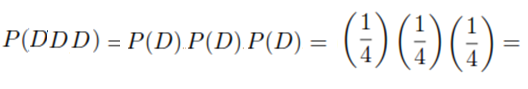 P(DDD) = P(D).P(D).P(D) = (1/4)(1/4)(1/4) =